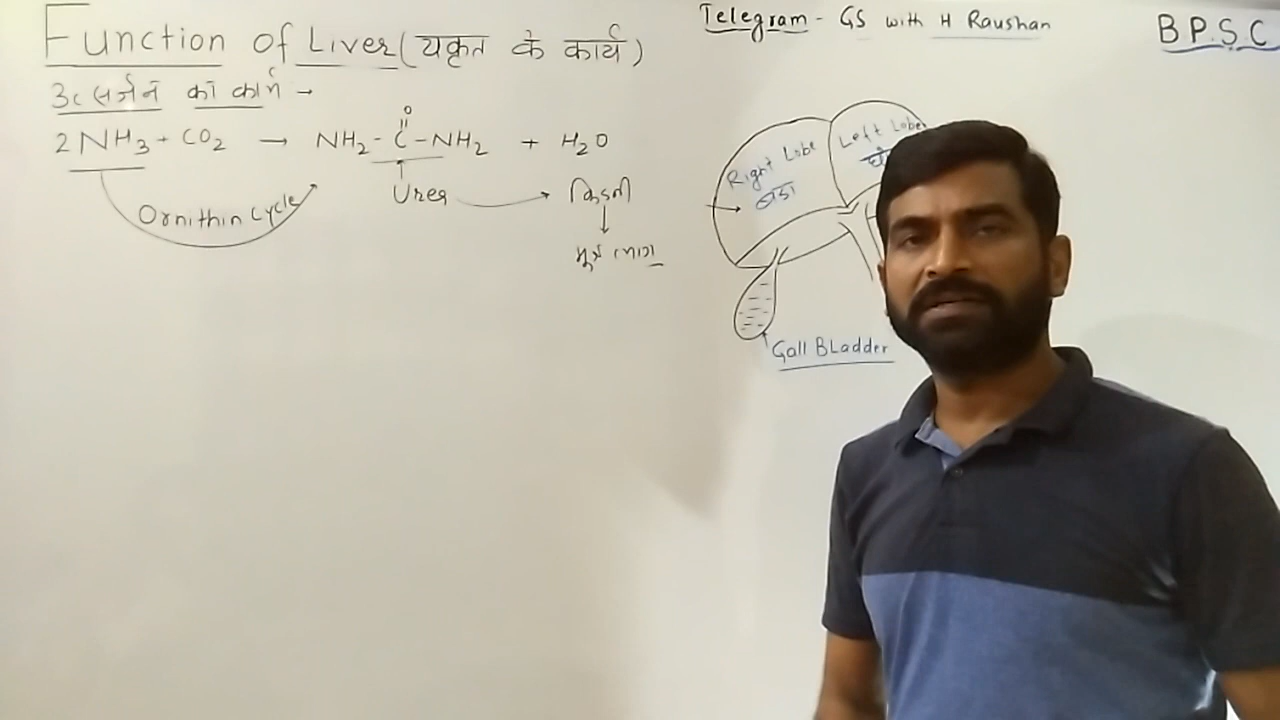 Function of Liver (यकृत के कार्य)
Telegram - GS with H Raushan
B.P.S.C
उत्सर्जन का कार्य →
2NH3 + CO2 → NH2 - C - NH2 + H2O
O
Urea → किडनी
Ornithin Cycle
मूत्र मार्ग
Right Lobe
बड़ा
Left Lobe
Gall BLadder